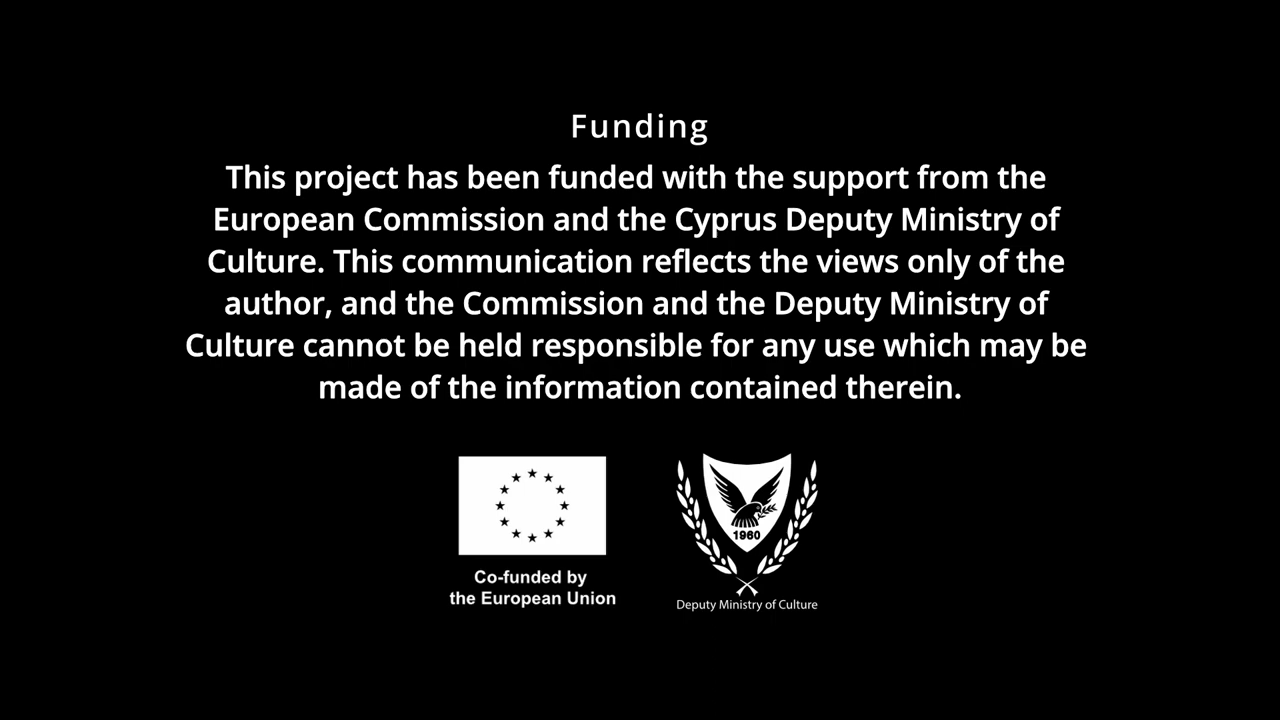 Funding
This project has been funded with the support from the
European Commission and the Cyprus Deputy Ministry of
Culture. This communication reflects the views only of the
author, and the Commission and the Deputy Ministry of
Culture cannot be held responsible for any use which may be
made of the information contained therein.
1960
Co-funded by
the European Union
Deputy Ministry of Culture